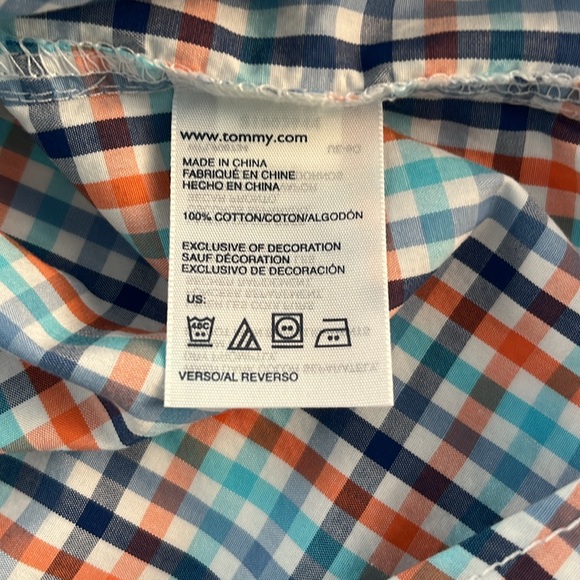 www.tommy.com
MADE IN CHINA
FABRIQUÉ EN CHINE
HECHO EN CHINA
100% COTTON/COTON/ALGODÓN
EXCLUSIVE OF DECORATION
SAUF DÉCORATION
EXCLUSIVO DE DECORACIÓN
US:
40C
VERSO/AL REVERSO